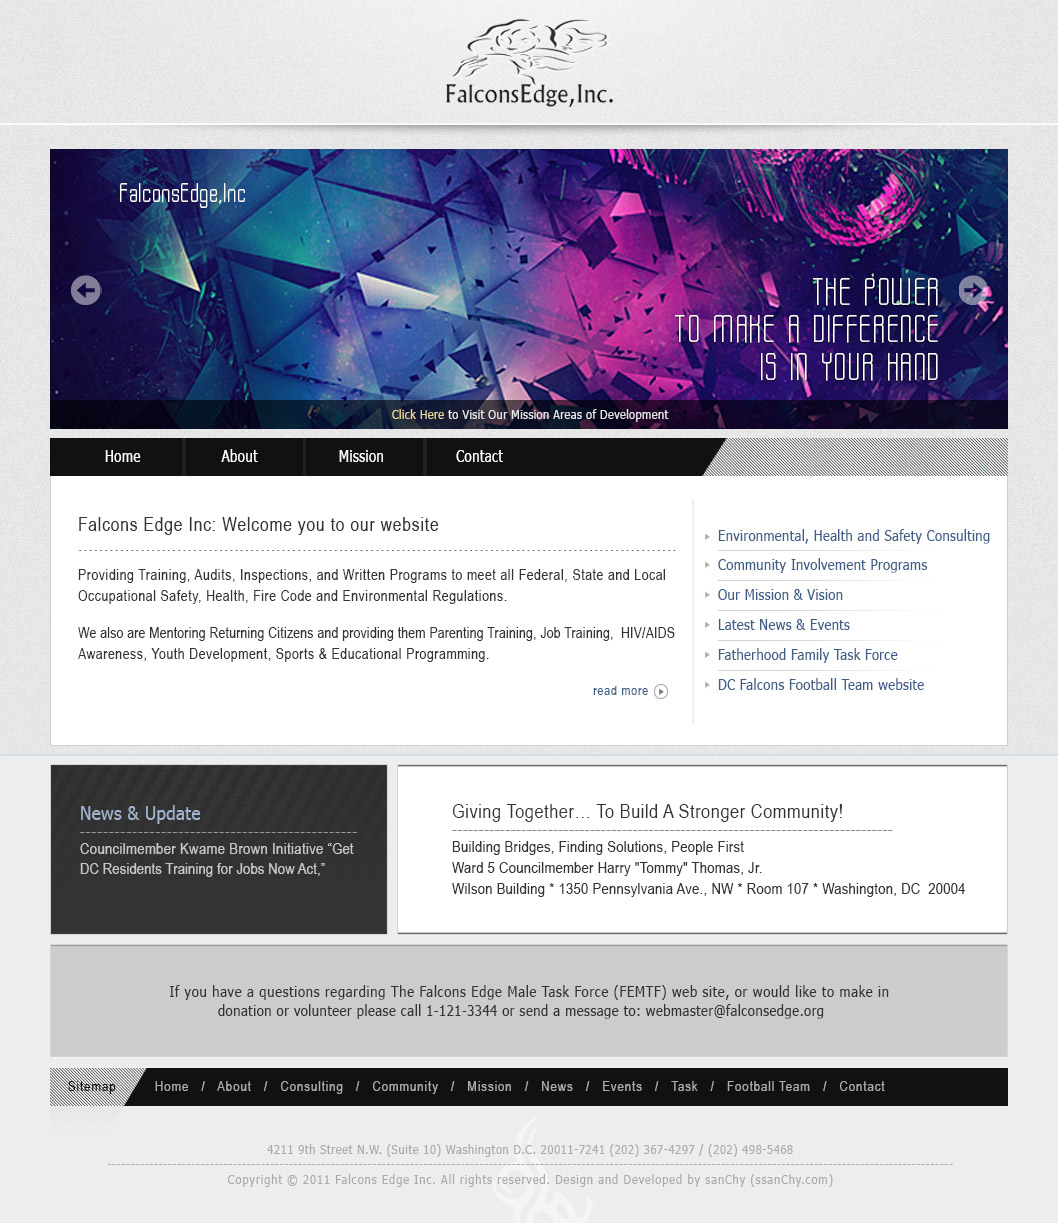 FalconsEdge,Inc.
FalconsEdge,Inc
THE POWER
TO MAKE A DIFFERENCE
IS IN YOUR HAND
Click Here to Visit Our Mission Areas of Development
Home About Mission Contact
Falcons Edge Inc: Welcome you to our website
Providing Training, Audits, Inspections, and Written Programs to meet all Federal, State and Local
Occupational Safety, Health, Fire Code and Environmental Regulations.
We also are Mentoring Returning Citizens and providing them Parenting Training, Job Training,  HIV/AIDS
Awareness, Youth Development, Sports & Educational Programming.
read more
Environmental, Health and Safety Consulting
Community Involvement Programs
Our Mission & Vision
Latest News & Events
Fatherhood Family Task Force
DC Falcons Football Team website
News & Update
Councilmember Kwame Brown Initiative “Get
DC Residents Training for Jobs Now Act,”
Giving Together... To Build A Stronger Community!
Building Bridges, Finding Solutions, People First
Ward 5 Councilmember Harry "Tommy" Thomas, Jr.
Wilson Building * 1350 Pennsylvania Ave., NW * Room 107 * Washington, DC  20004
If you have a questions regarding The Falcons Edge Male Task Force (FEMTF) web site, or would like to make in
donation or volunteer please call 1-121-3344 or send a message to: webmaster@falconsedge.org
Sitemap Home / About / Consulting / Community / Mission / News / Events / Task / Football Team / Contact
4211 9th Street N.W. (Suite 10) Washington D.C. 20011-7241 (202) 367-4297 / (202) 498-5468
Copyright © 2011 Falcons Edge Inc. All rights reserved. Design and Developed by sanChy (ssanChy.com)